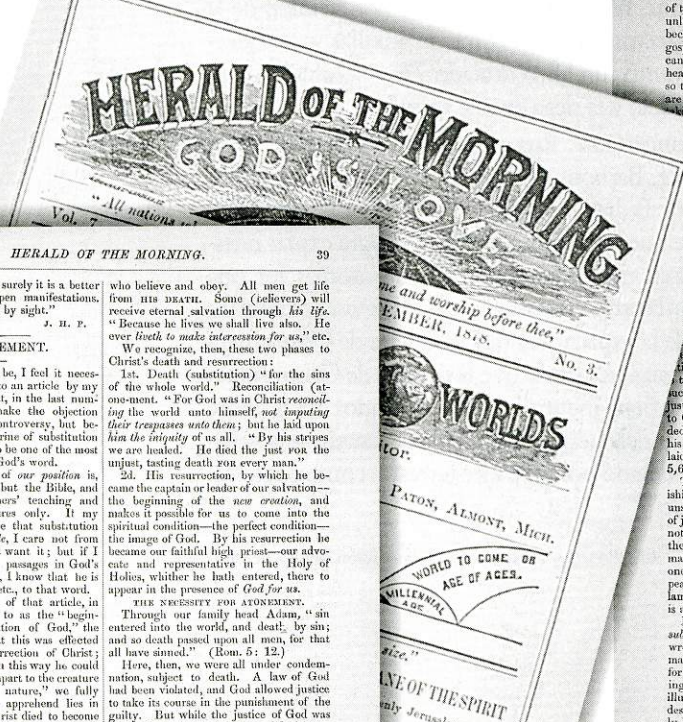 HERALD OF THE MORNING
GOD IS LOVE
"All nations
Vol. 7
me and worship before thee,"
EMBER, 1878.
No. 3.
WORLDS
itor.
PATON, ALMONT, MICH.
WORLD TO COME OR
AGE OF AGES.
MILLENNIAL
AGE
size."
ANE OF THE SPIRIT
enly Jerusal
HERALD OF THE MORNING. 39
surely it is a better
pen manifestations.
by sight."
J. H. P.
EMENT.
be, I feel it neces-
to an article by my
t, in the last num-
make the objection
ontroversy, but be-
rine of substitution
o be one of the most
God's word.
of our position is,
but the Bible, and
ners' teaching and
res only. If my
e that substitution
le, I care not from
want it; but if I
passages in God's
, I know that he is
etc., to that word.
of that article, in
to as the "begin-
tion of God," the
t this was effected
rrection of Christ;
n this way he could
part to the creature
nature," we fully
apprehend lies in
rist died to become
who believe and obey. All men get life
from HIS DEATH. Some (believers) will
receive eternal salvation through his life.
"Because he lives we shall live also. He
ever liveth to make intercession for us," etc.
We recognize, then, these two phases to
Christ's death and resurrection:
1st. Death (substitution) "for the sins
of the whole world." Reconciliation (at-
one-ment. "For God was in Christ reconcil-
ing the world unto himself, not imputing
their trespasses unto them; but he laid upon
him the iniquity of us all. "By his stripes
we are healed. He died the just FOR the
unjust, tasting death FOR every man."
2d. His resurrection, by which he be-
came the captain or leader of our salvation—
the beginning of the new creation, and
makes it possible for us to come into the
spiritual condition—the perfect condition—
the image of God. By his resurrection he
became our faithful high priest—our advo-
cate and representative in the Holy of
Holies, whither he hath entered, there to
appear in the presence of God for us.
THE NECESSITY FOR ATONEMENT.
Through our family head Adam, "sin
entered into the world, and death by sin;
and so death passed upon all men, for that
all have sinned." (Rom. 5: 12.)
Here, then, we were all under condem-
nation, subject to death. A law of God
had been violated, and God allowed justice
to take its course in the punishment of the
guilty. But while the justice of God was